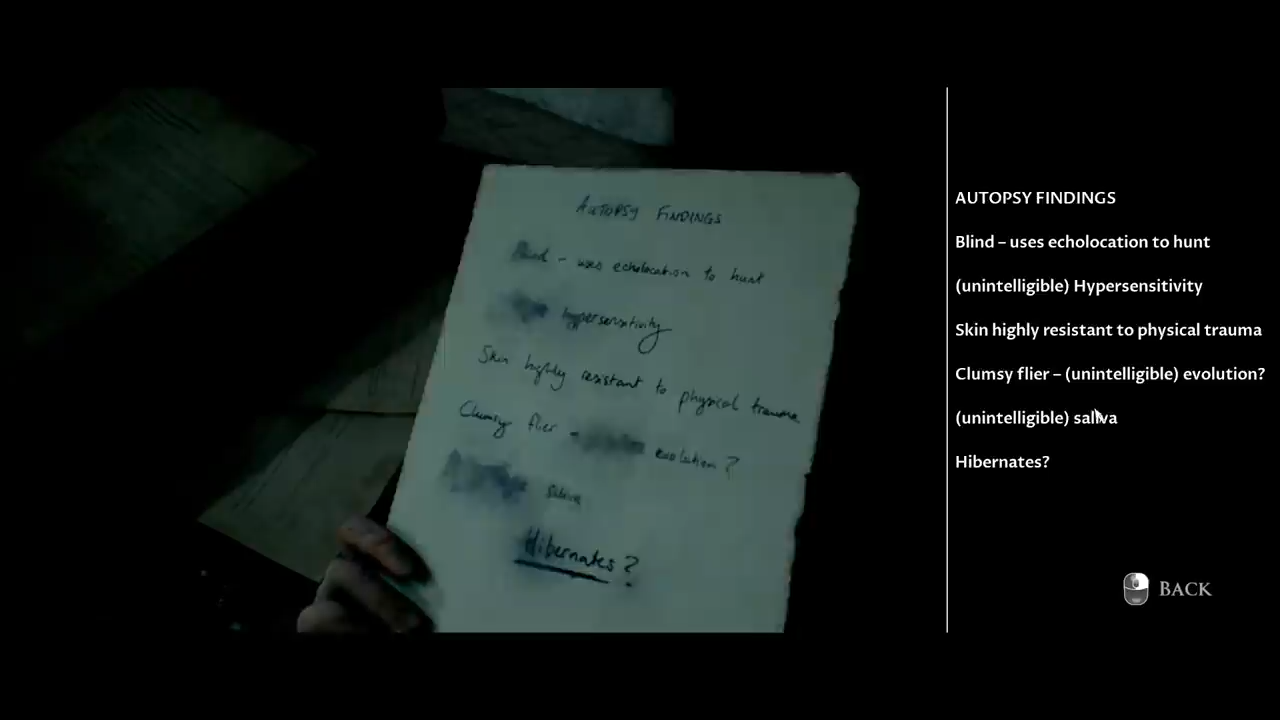 AUTOPSY FINDINGS
Blind - uses echolocation to hunt
hypersensitivity
Skin highly resistant to physical trauma
Clumsy flier - evolution?
saliva
Hibernates?
AUTOPSY FINDINGS
Blind – uses echolocation to hunt
(unintelligible) Hypersensitivity
Skin highly resistant to physical trauma
Clumsy flier – (unintelligible) evolution?
(unintelligible) saliva
Hibernates?
BACK